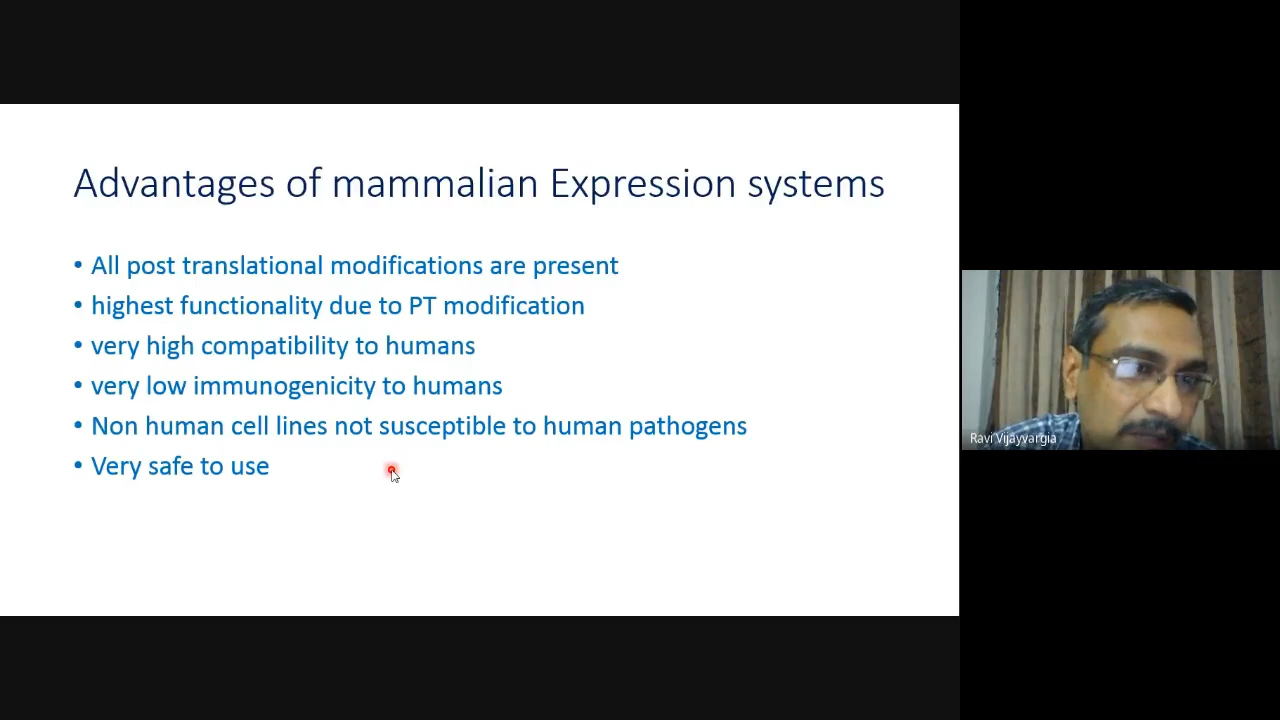 Advantages of mammalian Expression systems
• All post translational modifications are present
• highest functionality due to PT modification
• very high compatibility to humans
• very low immunogenicity to humans
• Non human cell lines not susceptible to human pathogens
• Very safe to use
Ravi Vijayvargia